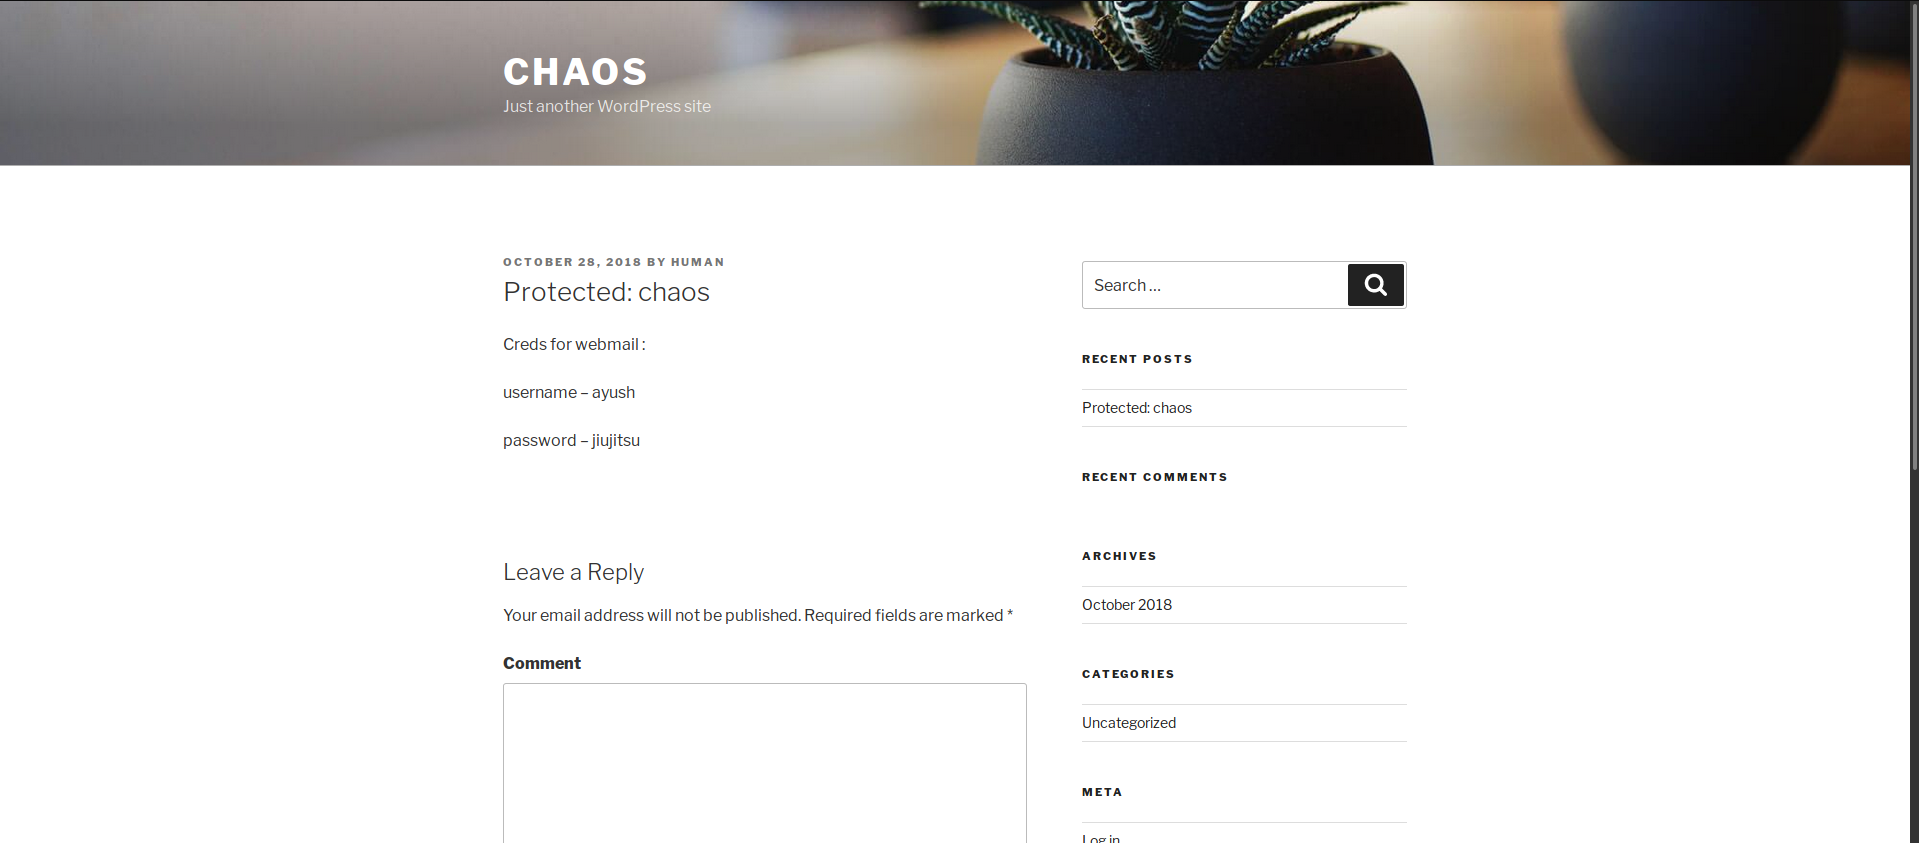 CHAOS
Just another WordPress site
OCTOBER 28, 2018 BY HUMAN
Protected: chaos
Creds for webmail :
username – ayush
password – jiujitsu
Leave a Reply
Your email address will not be published. Required fields are marked *
Comment
Search …
RECENT POSTS
Protected: chaos
RECENT COMMENTS
ARCHIVES
October 2018
CATEGORIES
Uncategorized
META
Log in